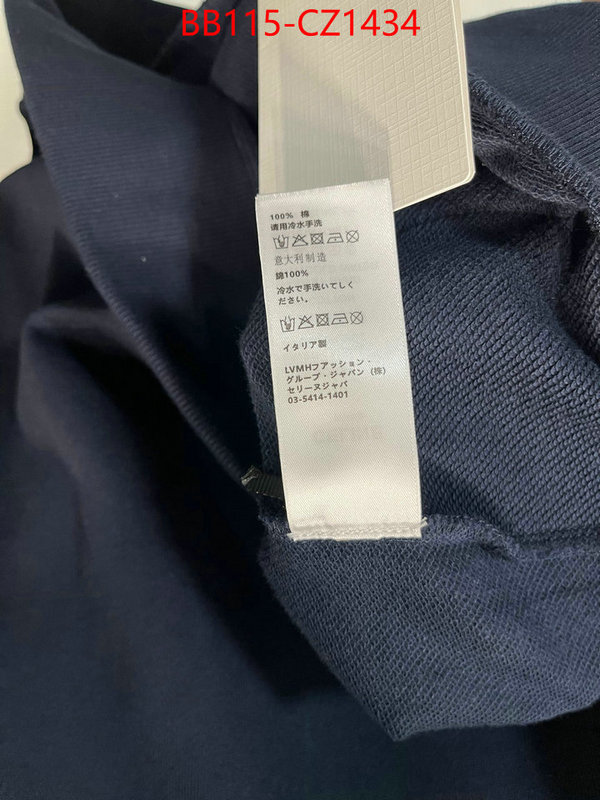 BB115-CZ1434
100% 棉
请用冷水手洗
意大利制造
綿100%
冷水で手洗いしてく
ださい。
イタリア製
LVMHファッション・
グループ・ジャパン (株)
セリーヌジャパ
03-5414-1401